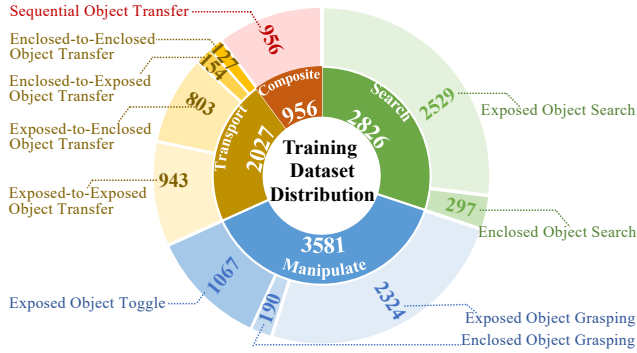 Sequential Object Transfer
Enclosed-to-Enclosed
Object Transfer
Enclosed-to-Exposed
Object Transfer
Exposed-to-Enclosed
Object Transfer
Exposed-to-Exposed
Object Transfer
Exposed Object Toggle
956
127
154
803
943
1067
190
2324
297
2529
Composite
956
Transport
2027
Search
2826
3581
Manipulate
Training
Dataset
Distribution
Exposed Object Search
Enclosed Object Search
Exposed Object Grasping
Enclosed Object Grasping